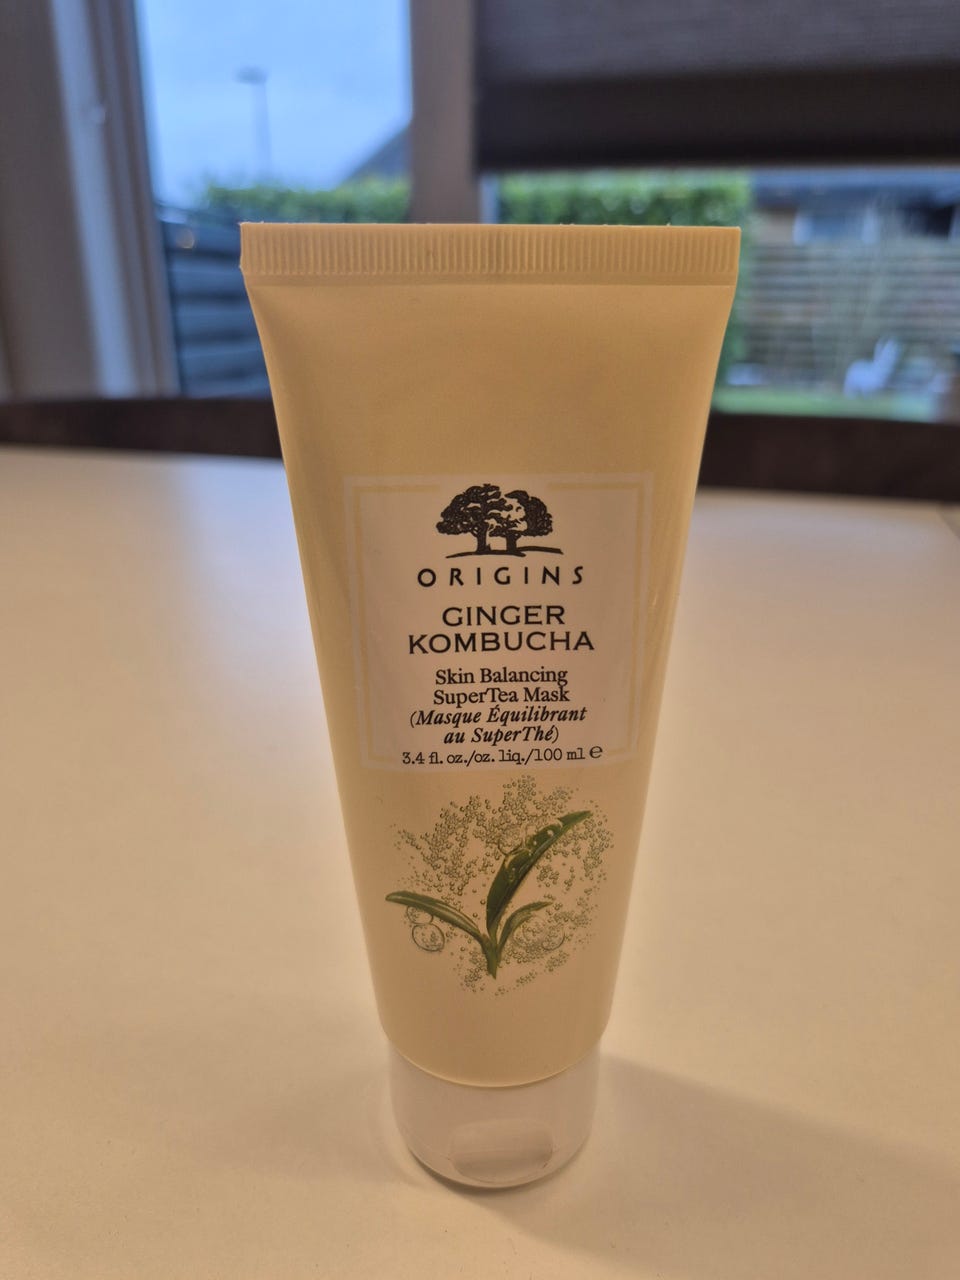 ORIGINS
GINGER
KOMBUCHA
Skin Balancing
SuperTea Mask
(Masque Équilibrant
au SuperThé)
3.4 fl. oz./oz. liq./100 ml ℮